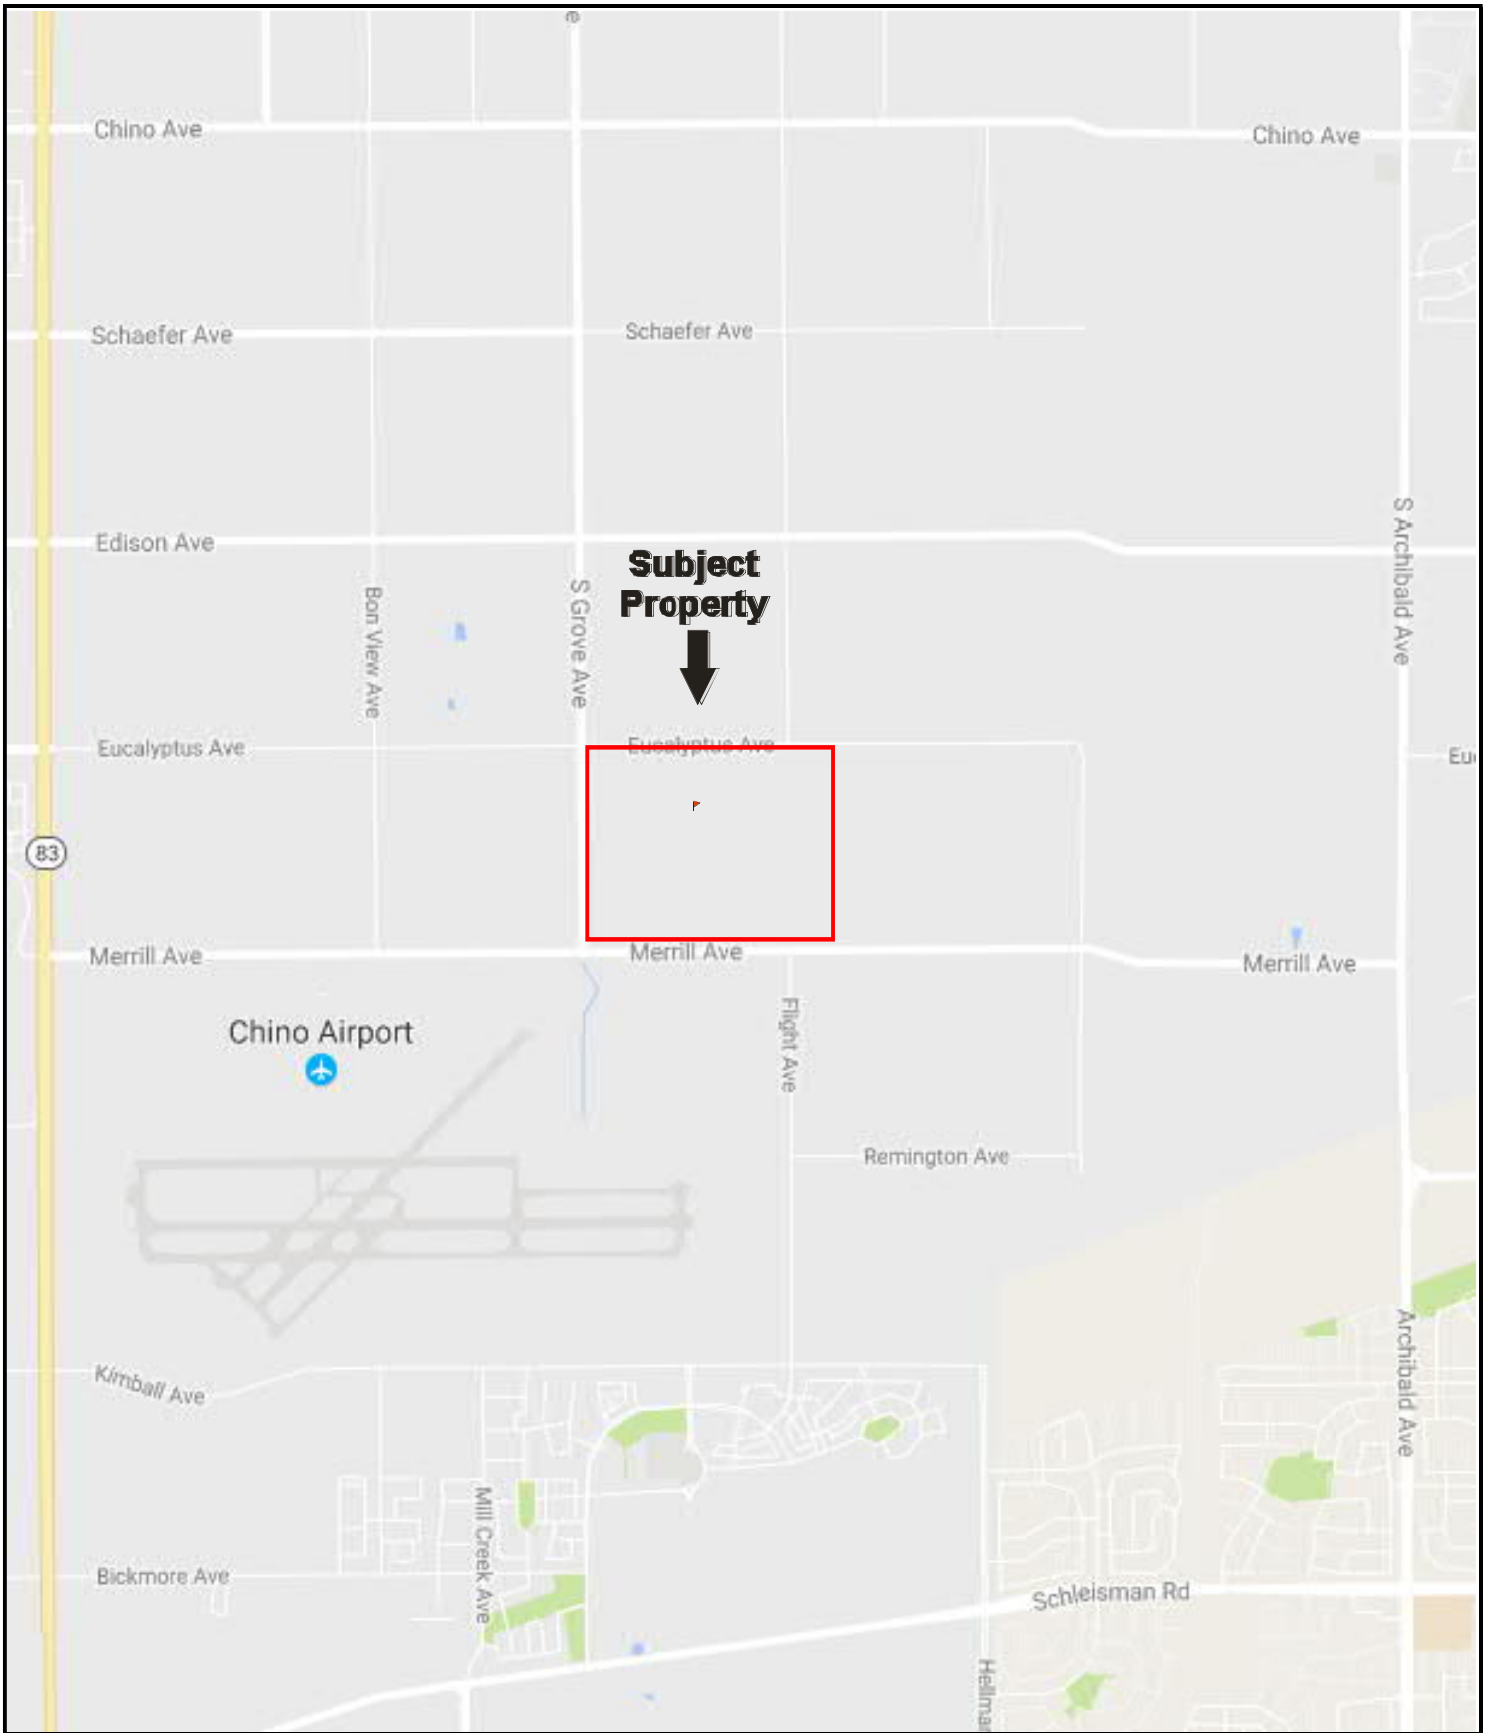 e
Chino Ave
Chino Ave
Schaefer Ave
Schaefer Ave
S Archibald Ave
Edison Ave
Subject
Property
Bon View Ave
S Grove Ave
Eucalyptus Ave
Eucalyptus Ave
Eu
83
Merrill Ave
Merrill Ave
Merrill Ave
Flight Ave
Chino Airport
Remington Ave
Archibald Ave
Kimball Ave
Mill Creek Ave
Bickmore Ave
Schleisman Rd
Hellma